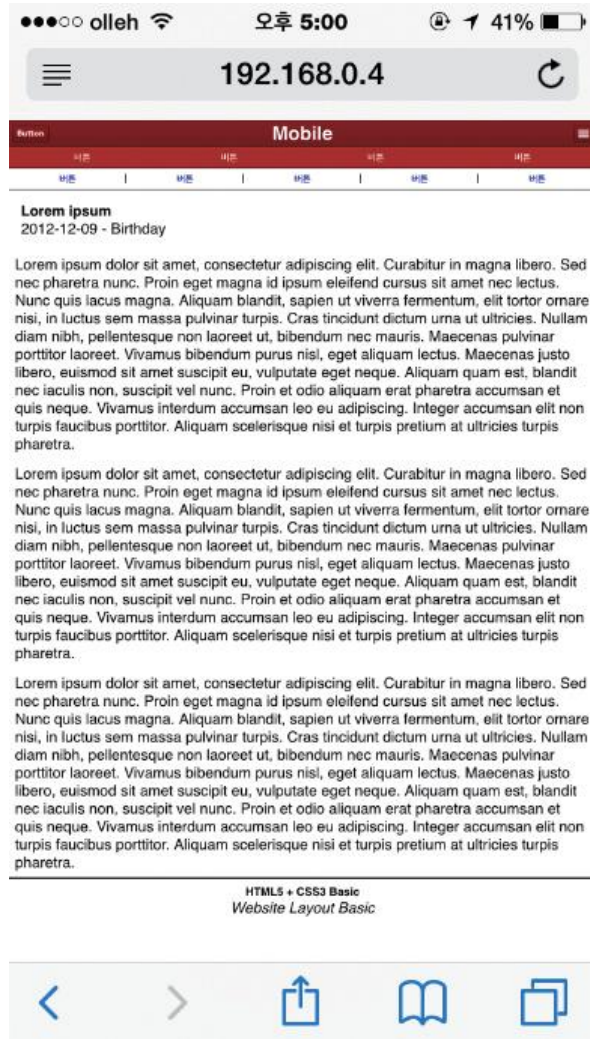 olleh 오후 5:00 41%
192.168.0.4
Button Mobile
버튼 버튼 버튼 버튼
버튼 | 버튼 | 버튼 | 버튼 | 버튼
Lorem ipsum
2012-12-09 - Birthday
Lorem ipsum dolor sit amet, consectetur adipiscing elit. Curabitur in magna libero. Sed
nec pharetra nunc. Proin eget magna id ipsum eleifend cursus sit amet nec lectus.
Nunc quis lacus magna. Aliquam blandit, sapien ut viverra fermentum, elit tortor ornare
nisi, in luctus sem massa pulvinar turpis. Cras tincidunt dictum urna ut ultricies. Nullam
diam nibh, pellentesque non laoreet ut, bibendum nec mauris. Maecenas pulvinar
porttitor laoreet. Vivamus bibendum purus nisl, eget aliquam lectus. Maecenas justo
libero, euismod sit amet suscipit eu, vulputate eget neque. Aliquam quam est, blandit
nec iaculis non, suscipit vel nunc. Proin et odio aliquam erat pharetra accumsan et
quis neque. Vivamus interdum accumsan leo eu adipiscing. Integer accumsan elit non
turpis faucibus porttitor. Aliquam scelerisque nisi et turpis pretium at ultricies turpis
pharetra.
Lorem ipsum dolor sit amet, consectetur adipiscing elit. Curabitur in magna libero. Sed
nec pharetra nunc. Proin eget magna id ipsum eleifend cursus sit amet nec lectus.
Nunc quis lacus magna. Aliquam blandit, sapien ut viverra fermentum, elit tortor ornare
nisi, in luctus sem massa pulvinar turpis. Cras tincidunt dictum urna ut ultricies. Nullam
diam nibh, pellentesque non laoreet ut, bibendum nec mauris. Maecenas pulvinar
porttitor laoreet. Vivamus bibendum purus nisl, eget aliquam lectus. Maecenas justo
libero, euismod sit amet suscipit eu, vulputate eget neque. Aliquam quam est, blandit
nec iaculis non, suscipit vel nunc. Proin et odio aliquam erat pharetra accumsan et
quis neque. Vivamus interdum accumsan leo eu adipiscing. Integer accumsan elit non
turpis faucibus porttitor. Aliquam scelerisque nisi et turpis pretium at ultricies turpis
pharetra.
Lorem ipsum dolor sit amet, consectetur adipiscing elit. Curabitur in magna libero. Sed
nec pharetra nunc. Proin eget magna id ipsum eleifend cursus sit amet nec lectus.
Nunc quis lacus magna. Aliquam blandit, sapien ut viverra fermentum, elit tortor ornare
nisi, in luctus sem massa pulvinar turpis. Cras tincidunt dictum urna ut ultricies. Nullam
diam nibh, pellentesque non laoreet ut, bibendum nec mauris. Maecenas pulvinar
porttitor laoreet. Vivamus bibendum purus nisl, eget aliquam lectus. Maecenas justo
libero, euismod sit amet suscipit eu, vulputate eget neque. Aliquam quam est, blandit
nec iaculis non, suscipit vel nunc. Proin et odio aliquam erat pharetra accumsan et
quis neque. Vivamus interdum accumsan leo eu adipiscing. Integer accumsan elit non
turpis faucibus porttitor. Aliquam scelerisque nisi et turpis pretium at ultricies turpis
pharetra.
HTML5 + CSS3 Basic
Website Layout Basic